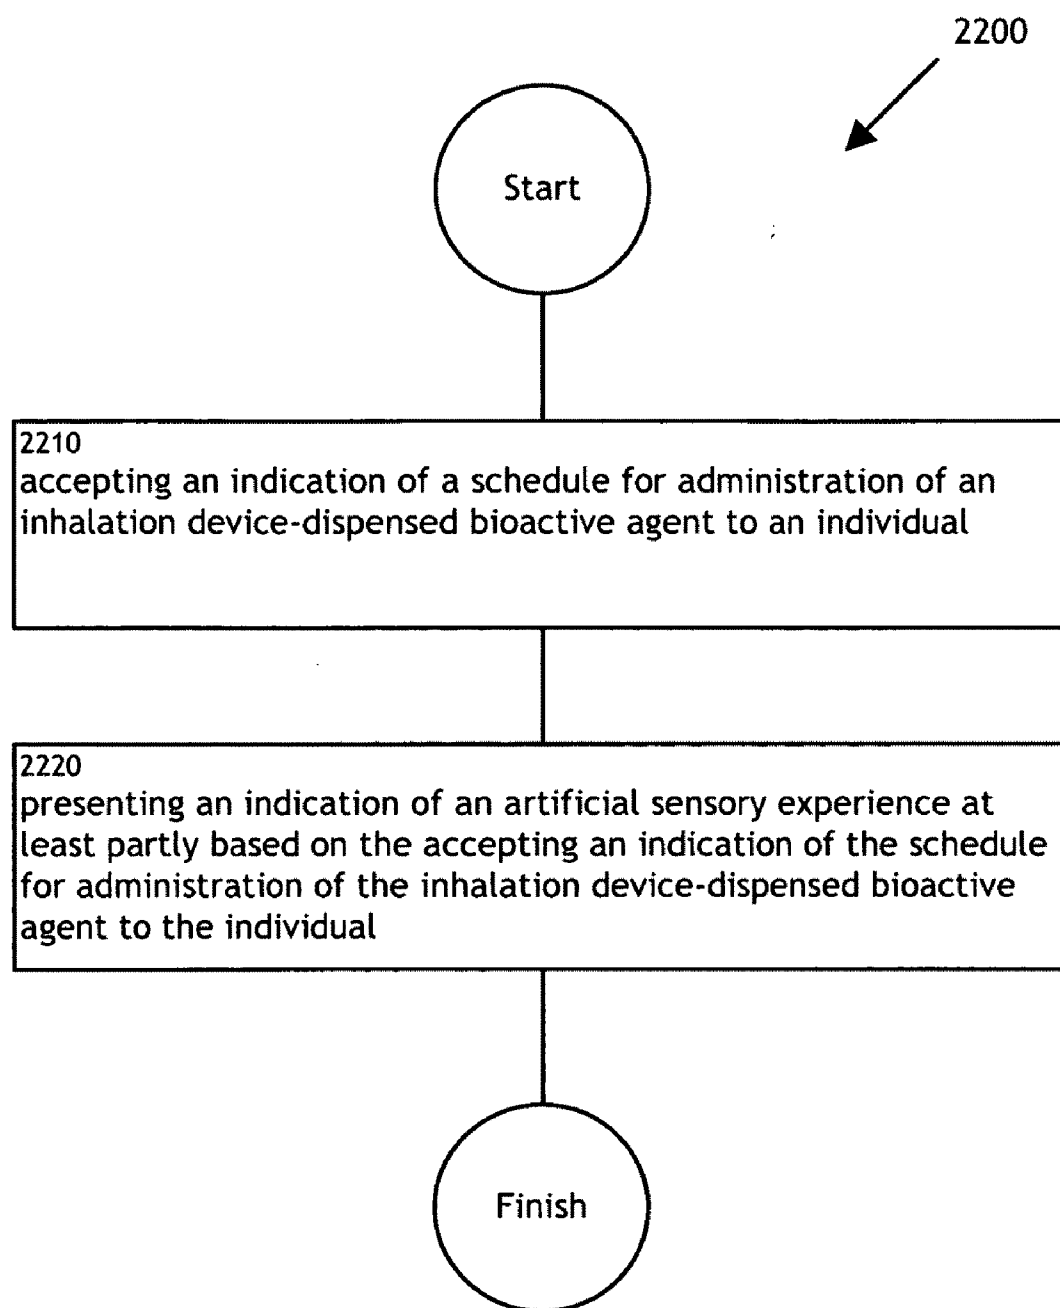 2200
Start
2210
accepting an indication of a schedule for administration of an
inhalation device-dispensed bioactive agent to an individual
2220
presenting an indication of an artificial sensory experience at
least partly based on the accepting an indication of the schedule
for administration of the inhalation device-dispensed bioactive
agent to the individual
Finish